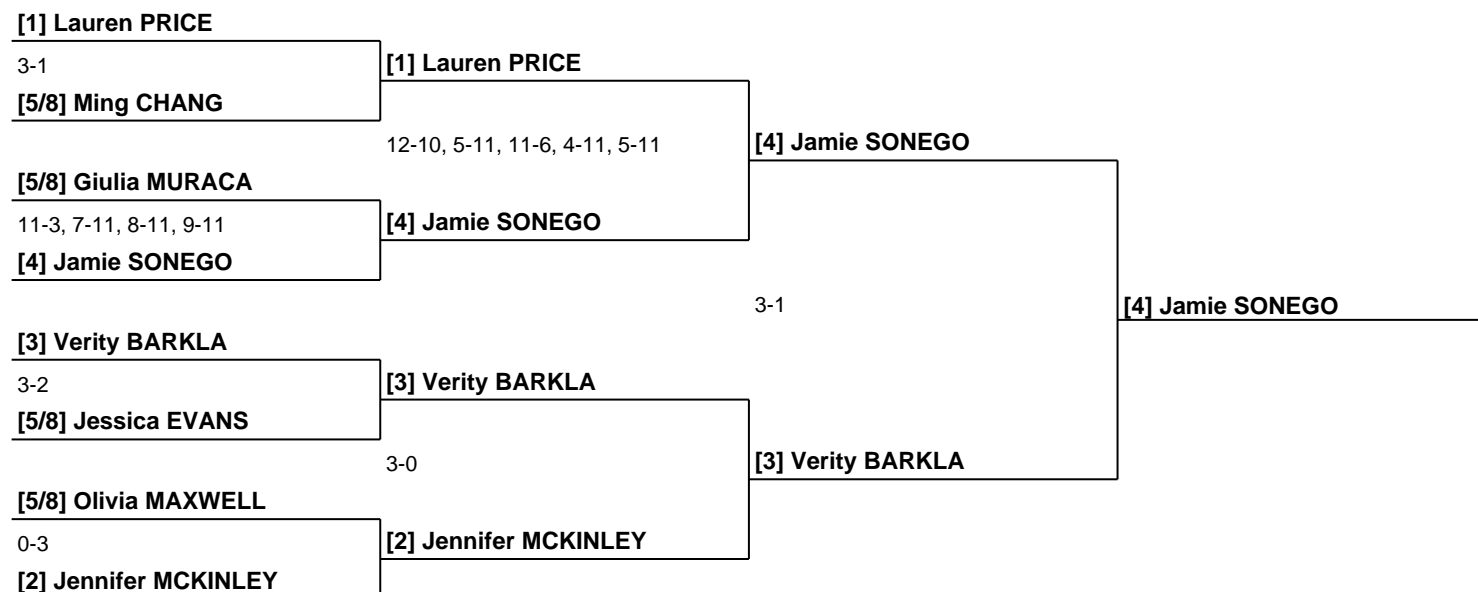 [1] Lauren PRICE
3-1
[1] Lauren PRICE
[5/8] Ming CHANG
12-10, 5-11, 11-6, 4-11, 5-11
[4] Jamie SONEGO
[5/8] Giulia MURACA
11-3, 7-11, 8-11, 9-11
[4] Jamie SONEGO
[4] Jamie SONEGO
3-1
[4] Jamie SONEGO
[3] Verity BARKLA
3-2
[3] Verity BARKLA
[5/8] Jessica EVANS
3-0
[3] Verity BARKLA
[5/8] Olivia MAXWELL
0-3
[2] Jennifer MCKINLEY
[2] Jennifer MCKINLEY